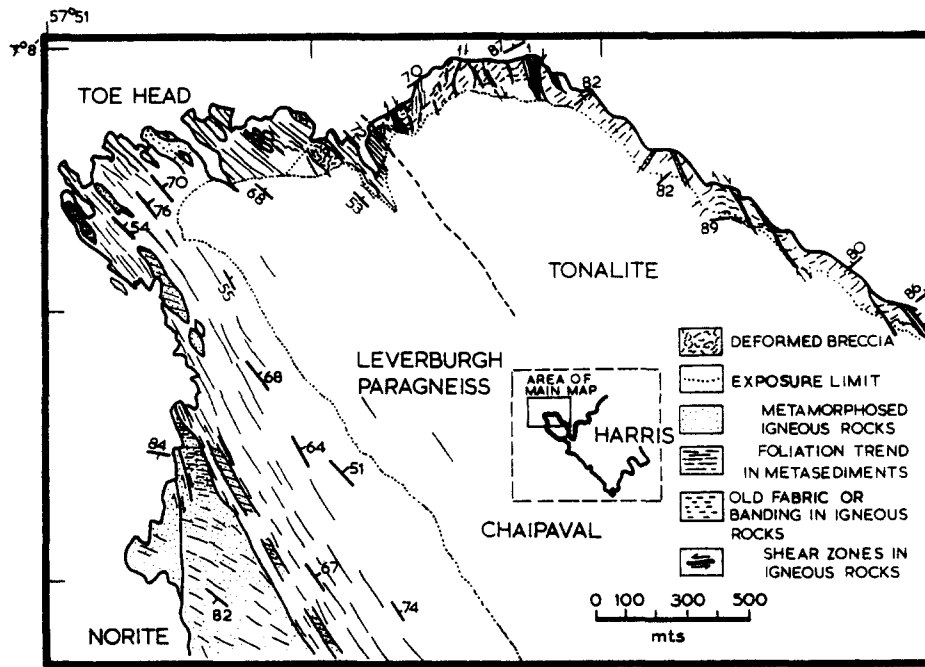 57°51
7°8'
TOE HEAD
70
87
82
70
76
54
68
53
55
82
89
80
86
TONALITE
LEVERBURGH
PARAGNEISS
68
64
51
84
67
74
82
NORITE
CHAIPAVAL
AREA OF
MAIN MAP
HARRIS
DEFORMED BRECCIA
EXPOSURE LIMIT
METAMORPHOSED
IGNEOUS ROCKS
FOLIATION TREND
IN METASEDIMENTS
OLD FABRIC OR
BANDING IN IGNEOUS
ROCKS
SHEAR ZONES IN
IGNEOUS ROCKS
0 100 300 500
mts